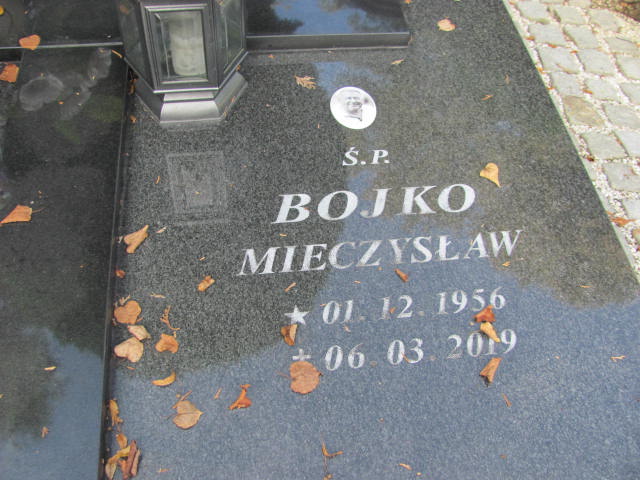 Ś.P.
BOJKO
MIECZYSŁAW
★ 01. 12. 1956
+ 06. 03. 2019